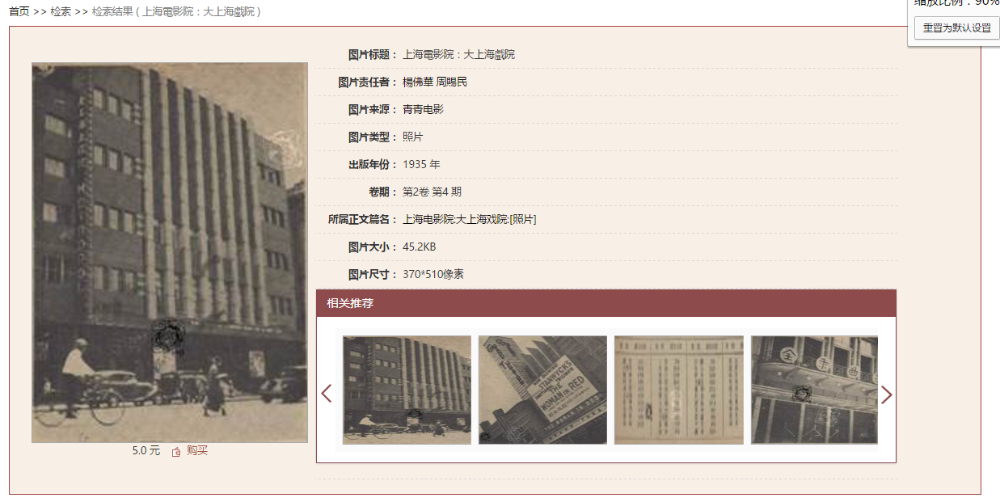 首页 >> 检索 >> 检索结果 ( 上海電影院：大上海戲院 )
缩放比例：90%
重置为默认设置
图片标题： 上海電影院：大上海戲院
图片责任者： 楊佛華 周賜民
图片来源： 青青电影
图片类型： 照片
出版年份： 1935 年
卷期： 第2卷 第4 期
所属正文篇名： 上海电影院:大上海戏院:[照片]
图片大小： 45.2KB
图片尺寸： 370*510像素
相关推荐
STANWYCK'S
THE
WOMAN IN RED
5.0 元 购买